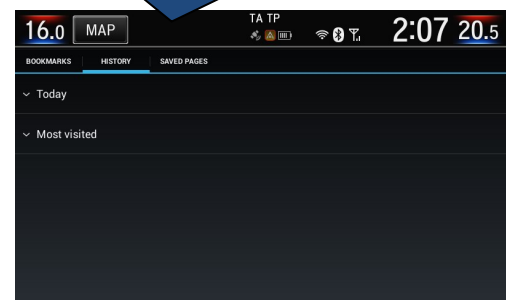 TA TP
16.0 MAP 2:07 20.5
BOOKMARKS HISTORY SAVED PAGES
Today
Most visited